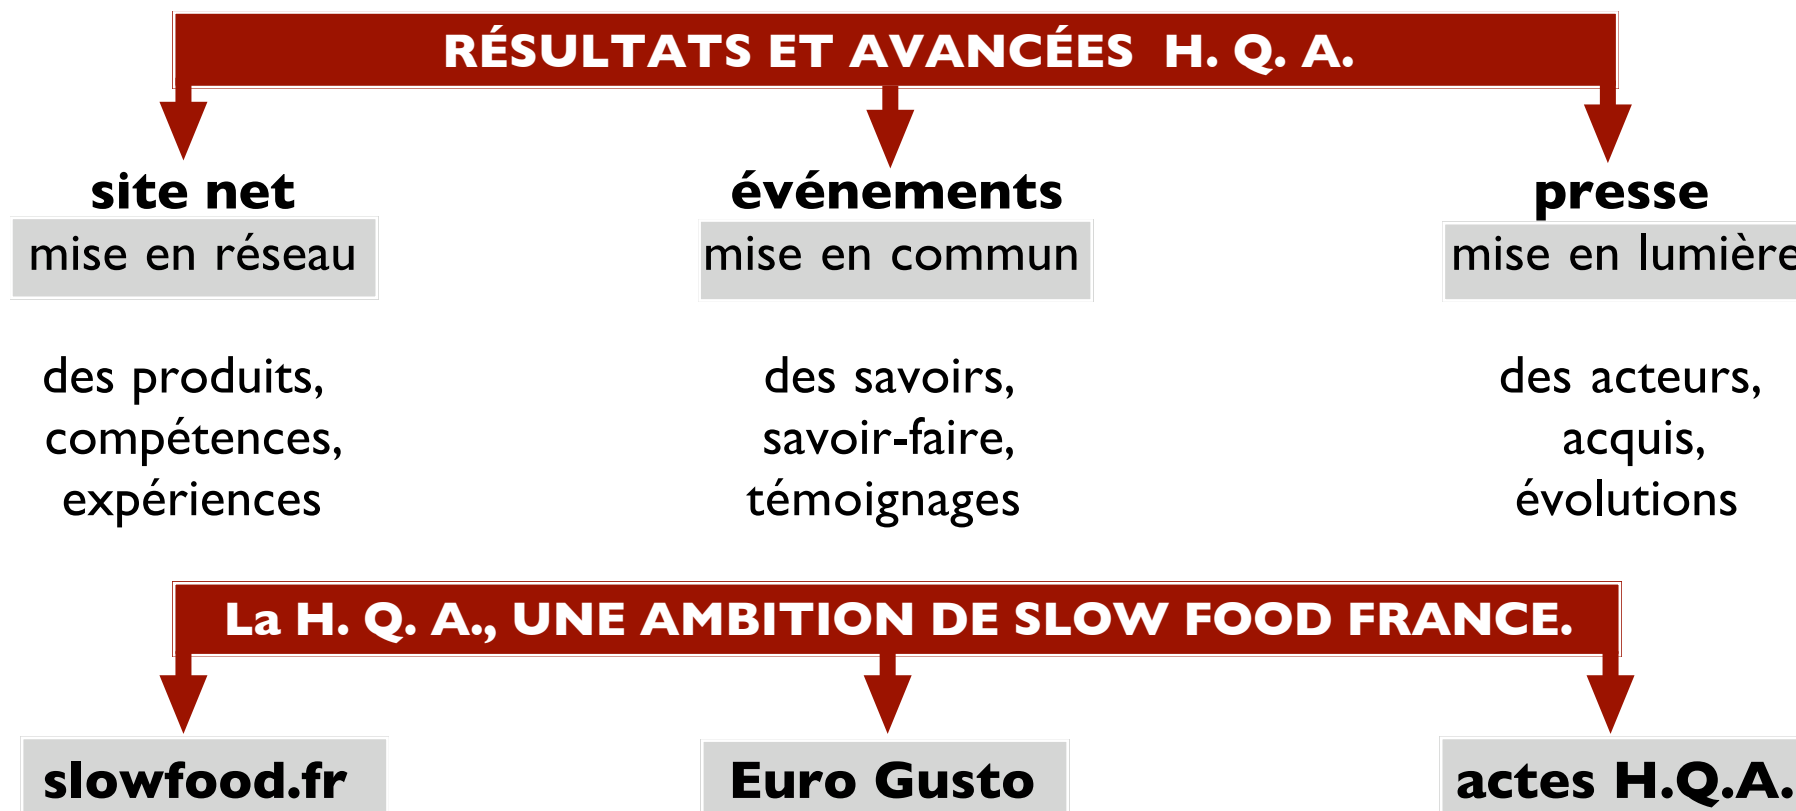 RÉSULTATS ET AVANCÉES H. Q. A.
site net
mise en réseau
des produits,
compétences,
expériences
événements
mise en commun
des savoirs,
savoir-faire,
témoignages
presse
mise en lumière
des acteurs,
acquis,
évolutions
La H. Q. A., UNE AMBITION DE SLOW FOOD FRANCE.
slowfood.fr
Euro Gusto
actes H.Q.A.